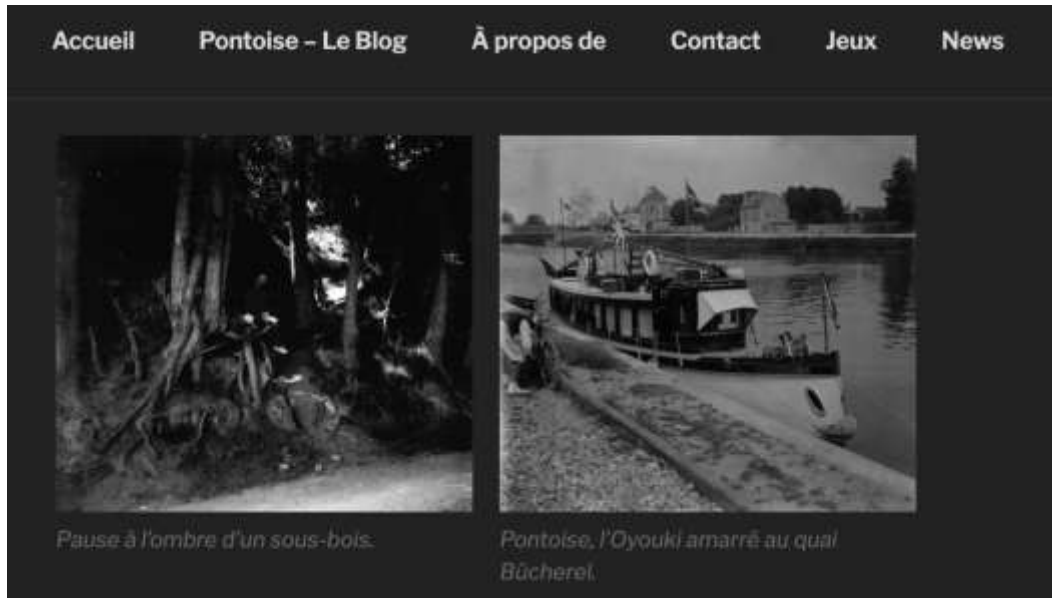 Accueil Pontoise – Le Blog À propos de Contact Jeux News
Pause à l'ombre d'un sous-bois.
Pontoise, l'Oyouki amarré au quai
Bûcherel.